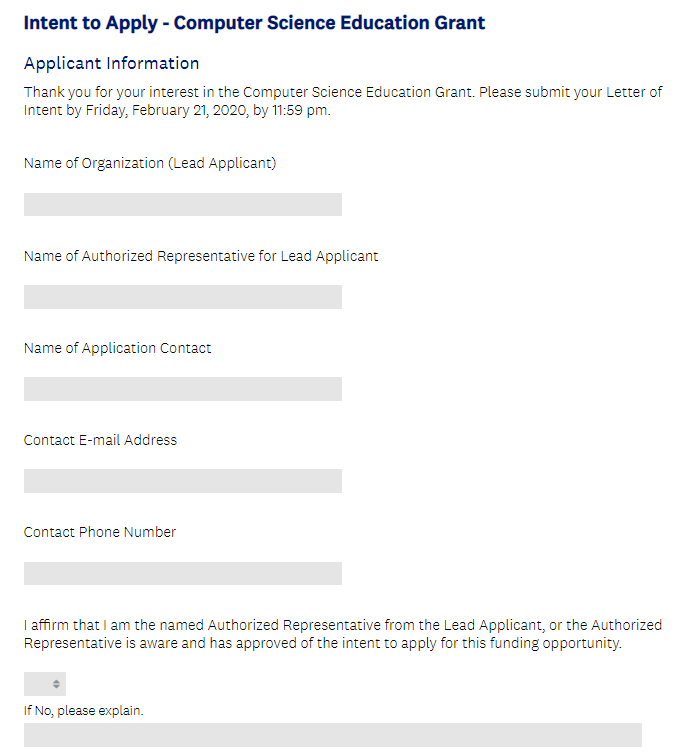 Intent to Apply - Computer Science Education Grant
Applicant Information
Thank you for your interest in the Computer Science Education Grant. Please submit your Letter of
Intent by Friday, February 21, 2020, by 11:59 pm.
Name of Organization (Lead Applicant)
Name of Authorized Representative for Lead Applicant
Name of Application Contact
Contact E-mail Address
Contact Phone Number
I affirm that I am the named Authorized Representative from the Lead Applicant, or the Authorized
Representative is aware and has approved of the intent to apply for this funding opportunity.
If No, please explain.